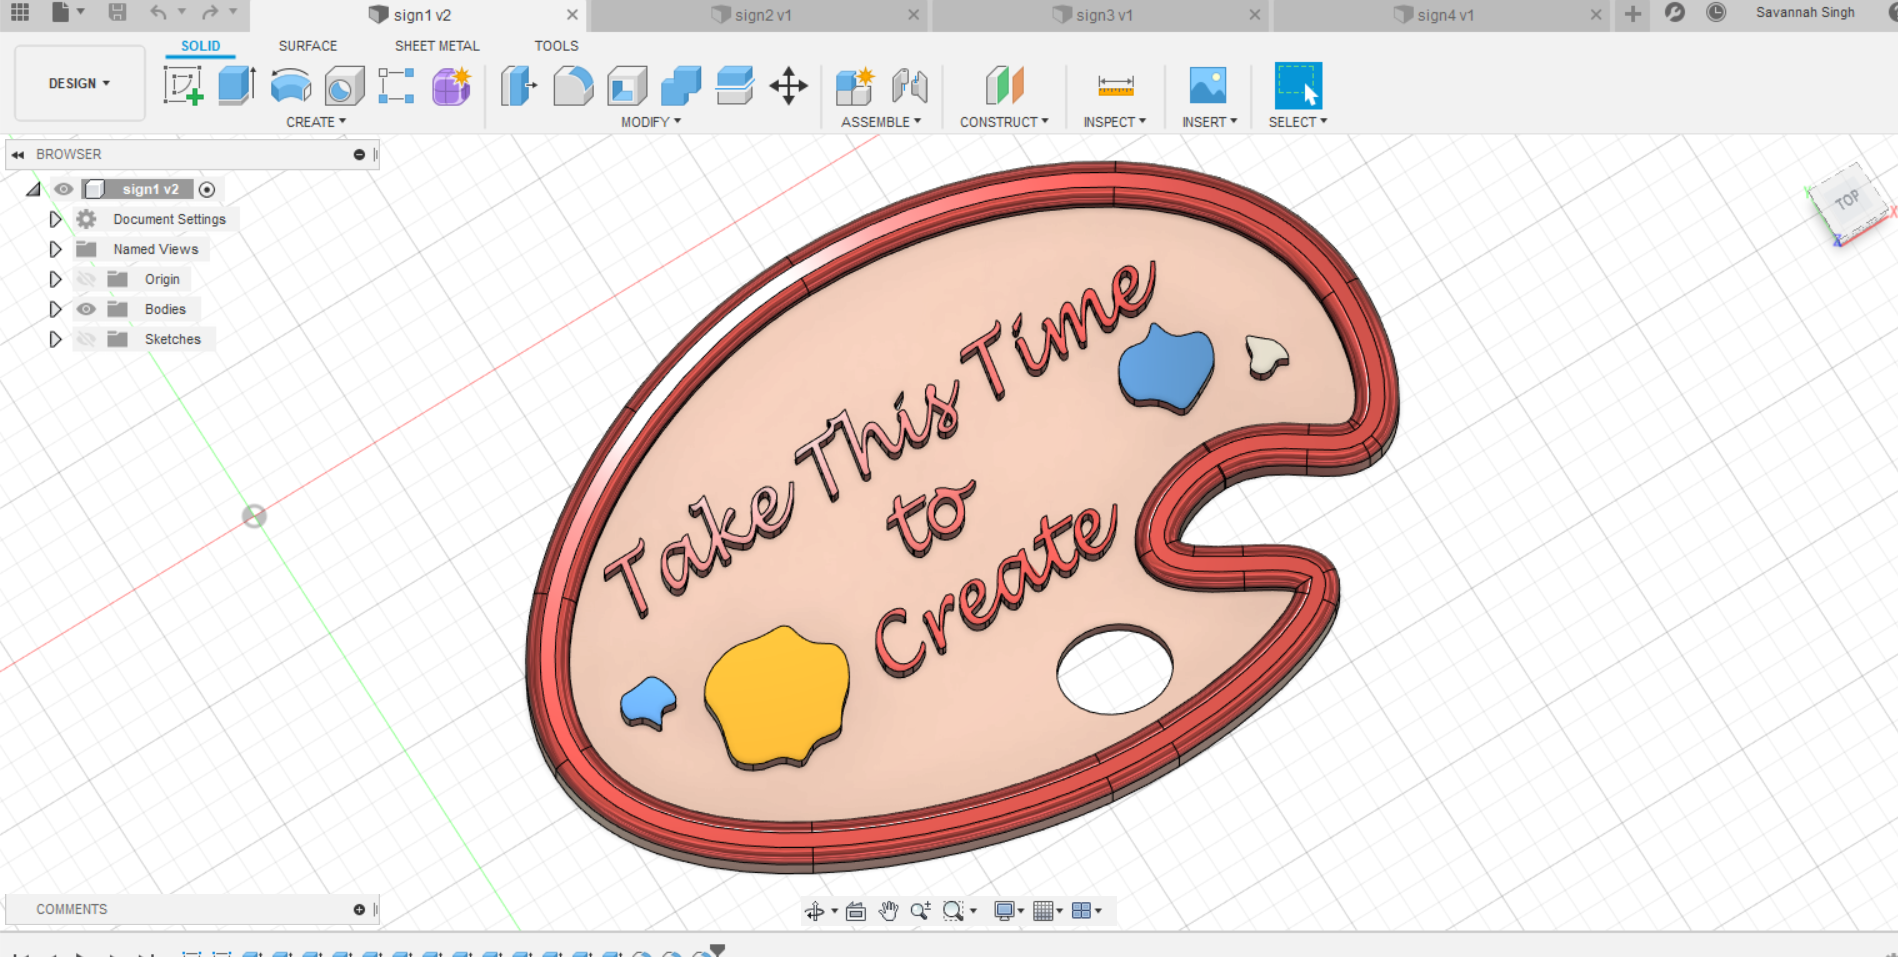 sign1 v2
sign2 v1
sign3 v1
sign4 v1
Savannah Singh
SOLID
SURFACE
SHEET METAL
TOOLS
DESIGN
CREATE
MODIFY
ASSEMBLE
CONSTRUCT
INSPECT
INSERT
SELECT
BROWSER
sign1 v2
Document Settings
Named Views
Origin
Bodies
Sketches
TOP
Y
X
Z
Take This Time
to
Create
COMMENTS